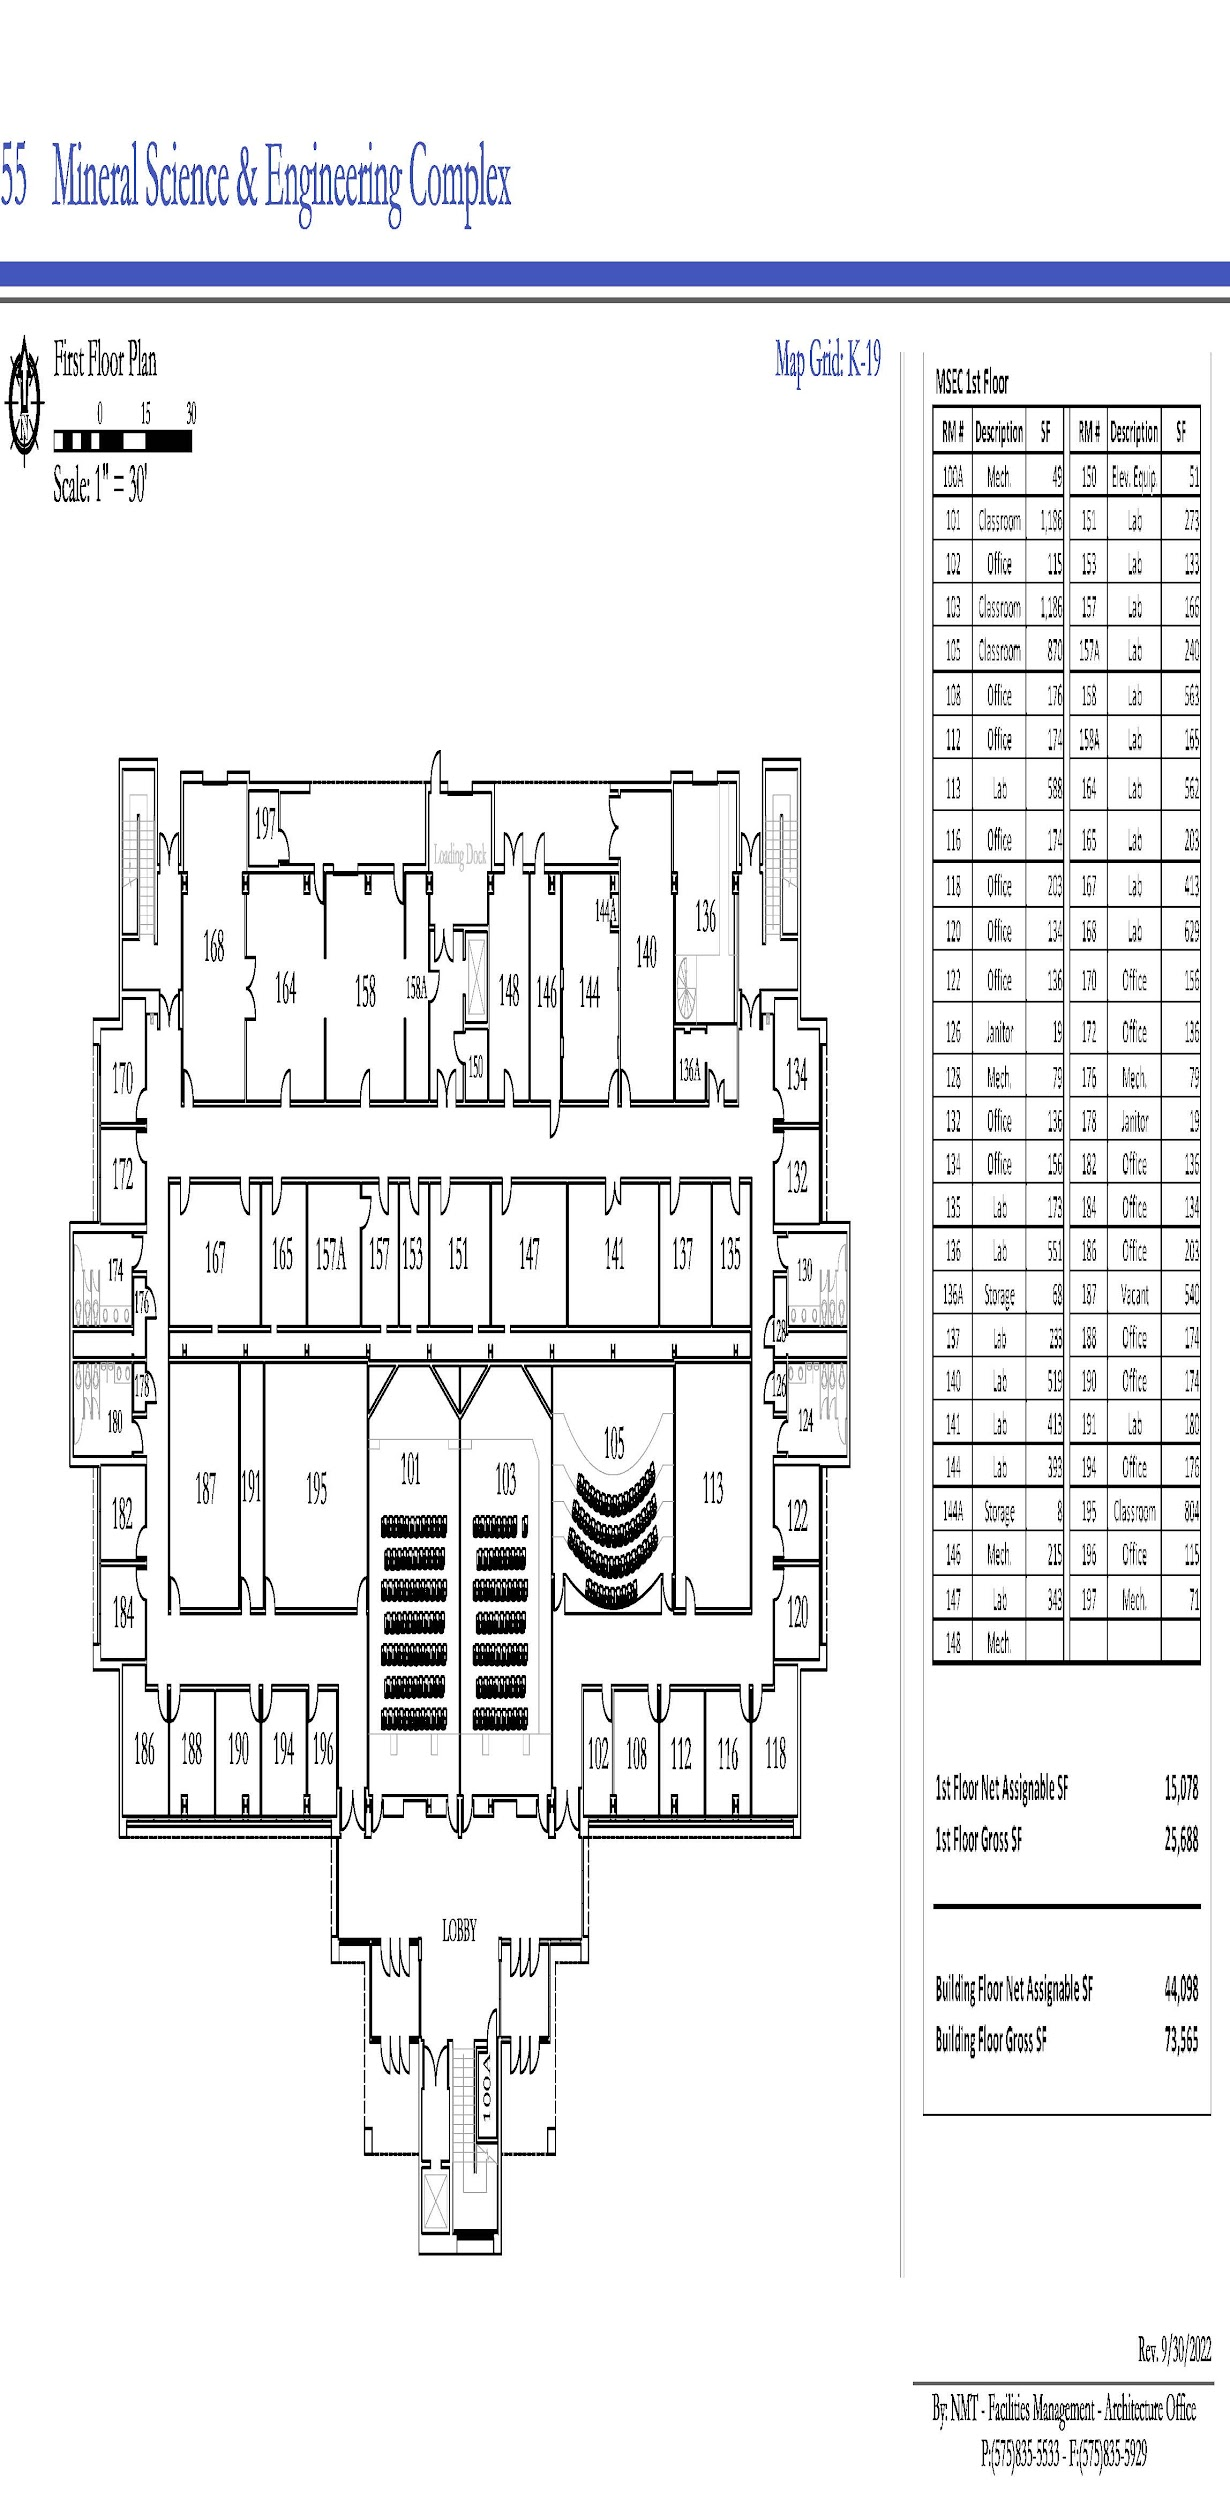 55 Mineral Science & Engineering Complex
First Floor Plan
0 15 30
Scale: 1" = 30'
N
Map Grid: K-19
MSEC 1st Floor
RM # Description SF RM # Description SF
100A Mech. 49 150 Elev. Equip. 51
101 Classroom 1,186 151 Lab 273
102 Office 115 153 Lab 133
103 Classroom 1,186 157 Lab 166
105 Classroom 870 157A Lab 240
108 Office 176 158 Lab 563
112 Office 174 158A Lab 165
113 Lab 588 164 Lab 562
116 Office 174 165 Lab 203
118 Office 203 167 Lab 413
120 Office 134 168 Lab 629
122 Office 136 170 Office 156
126 Janitor 19 172 Office 136
128 Mech. 79 176 Mech. 79
132 Office 136 178 Janitor 19
134 Office 156 182 Office 136
135 Lab 173 184 Office 134
136 Lab 551 186 Office 203
136A Storage 68 187 Vacant 540
137 Lab 233 188 Office 174
140 Lab 519 190 Office 174
141 Lab 413 191 Lab 180
144 Lab 393 194 Office 176
144A Storage 8 195 Classroom 804
146 Mech. 215 196 Office 115
147 Lab 343 197 Mech. 71
148 Mech.
1st Floor Net Assignable SF 15,078
1st Floor Gross SF 25,688
Building Floor Net Assignable SF 44,098
Building Floor Gross SF 73,565
197
Loading Dock
168
164
158
158A
150
148
146
144
144A
140
136
136A
170
172
134
132
167
165
157A
157
153
151
147
141
137
135
174
176
178
180
130
128
126
124
187
191
195
101
103
105
113
182
184
122
120
186
188
190
194
196
102
108
112
116
118
LOBBY
100A
Rev. 9/30/2022
By: NMT - Facilities Management - Architecture Office
P:(575)835-5533 - F:(575)835-5929